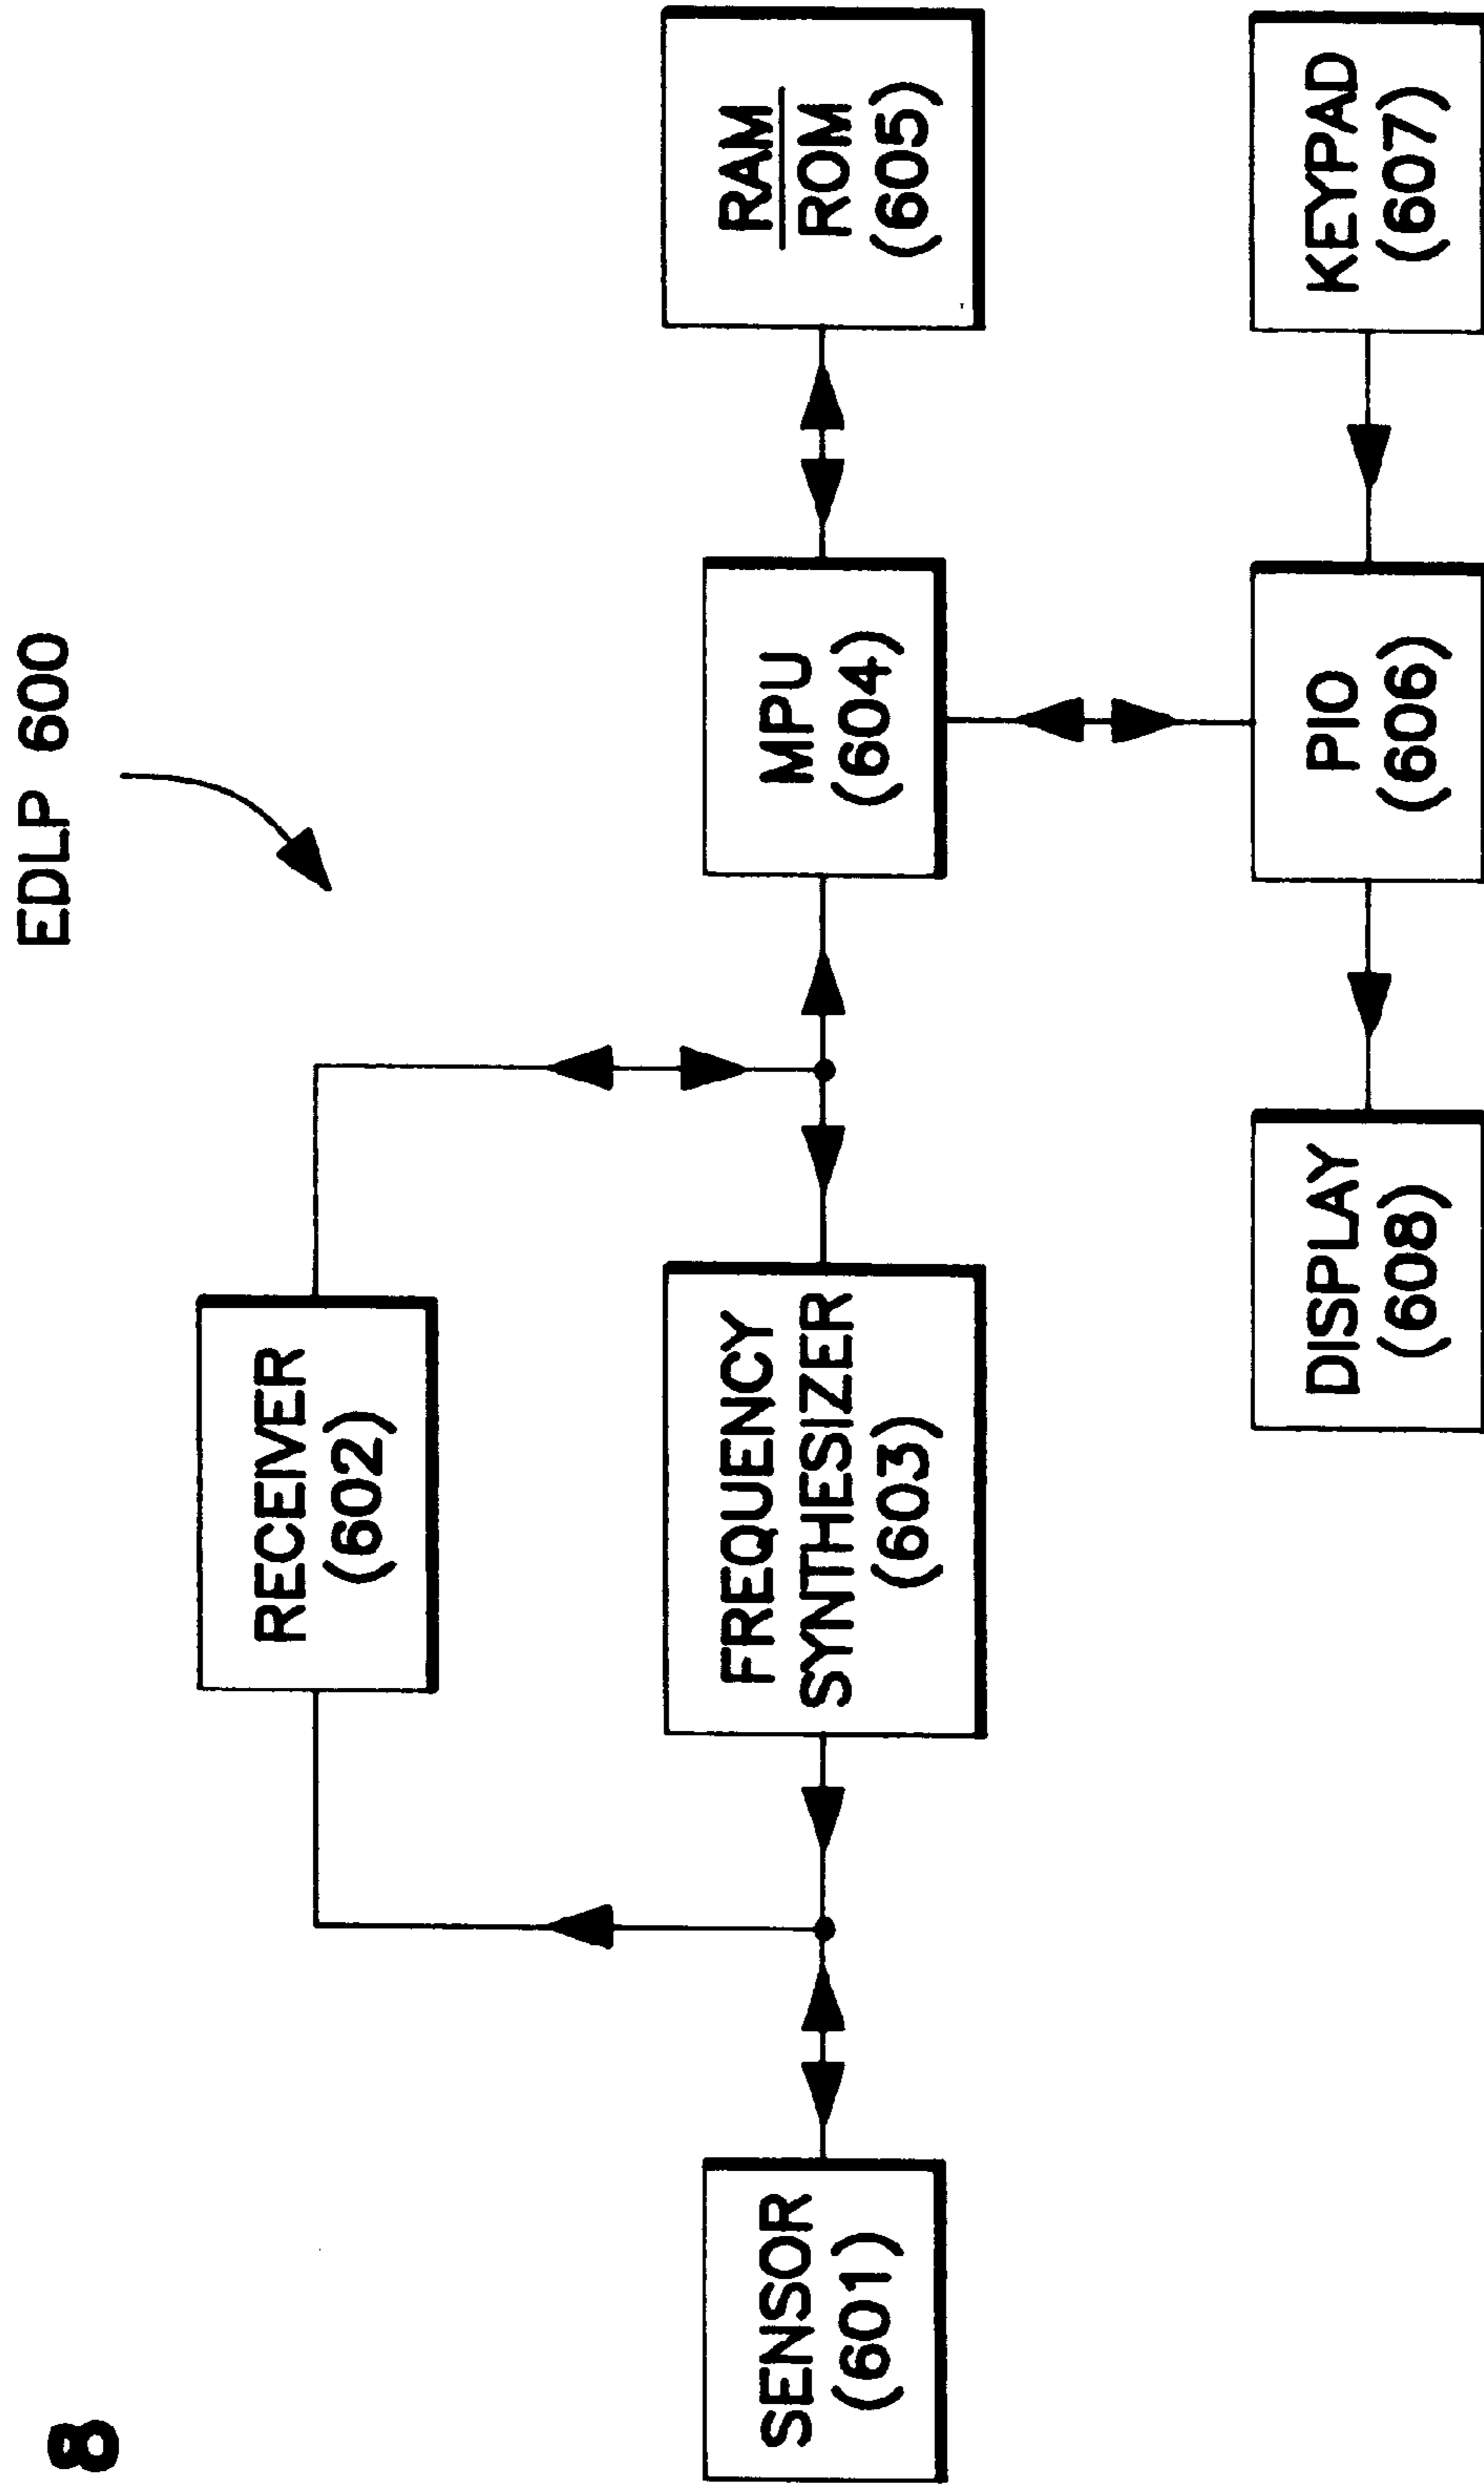 8
EDLP 600
RECEIVER
(602)
SENSOR
(601)
FREQUENCY
SYNTHESIZER
(603)
MPU
(604)
RAM
ROM
(605)
DISPLAY
(608)
PIO
(606)
KEYPAD
(607)